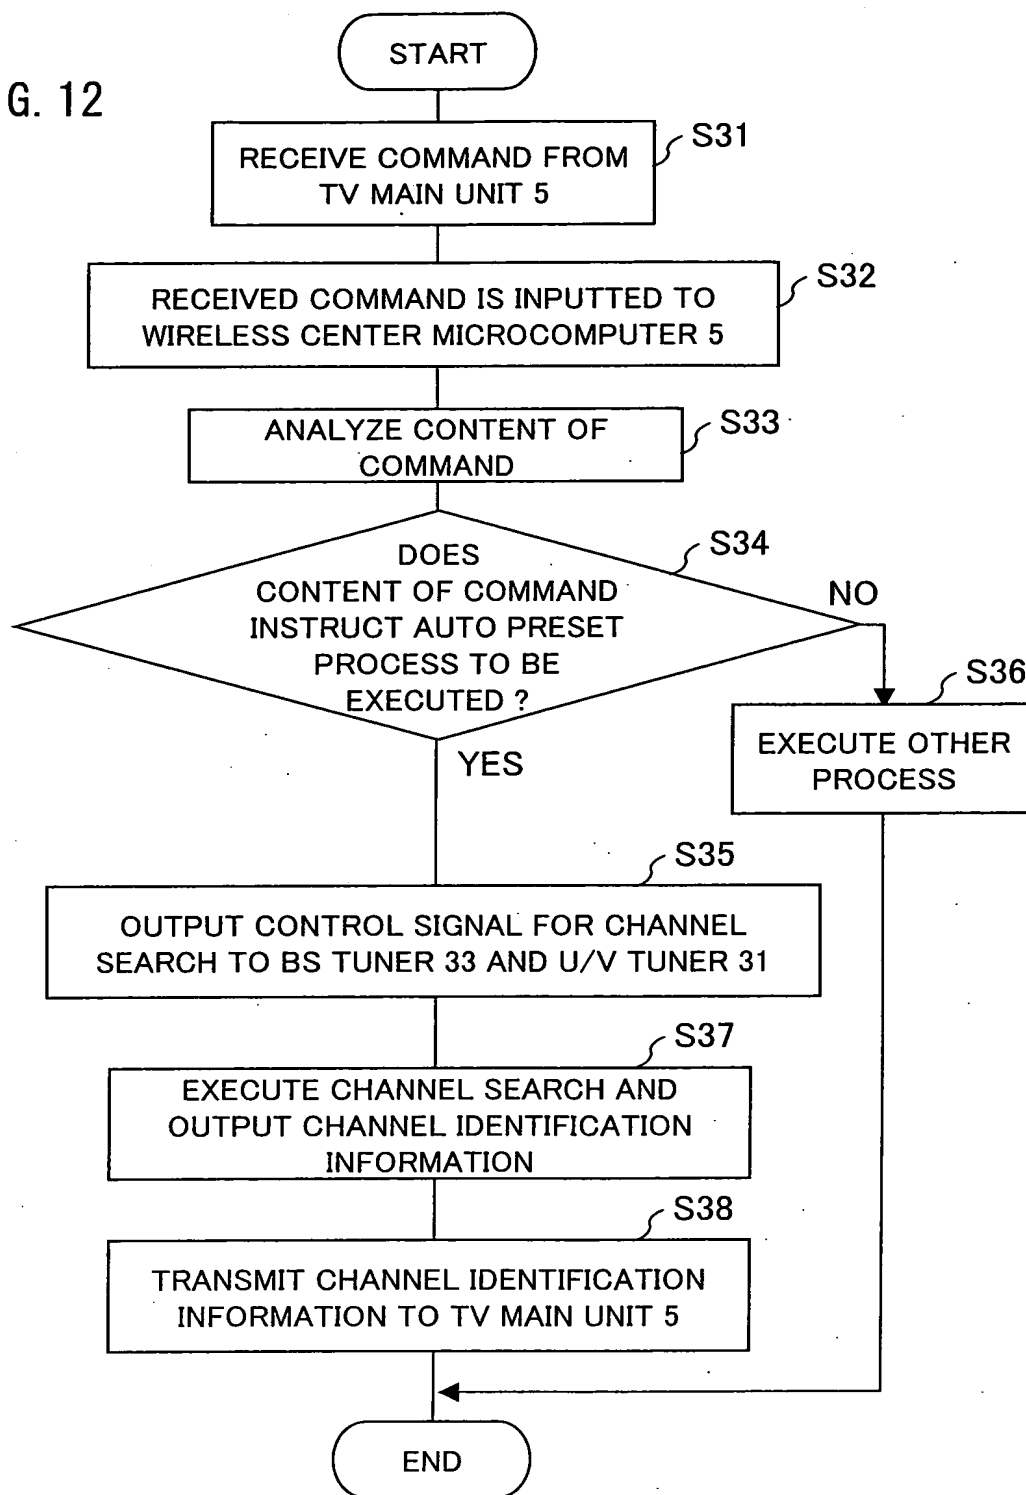 G. 12
START
S31
RECEIVE COMMAND FROM
TV MAIN UNIT 5
S32
RECEIVED COMMAND IS INPUTTED TO
WIRELESS CENTER MICROCOMPUTER 5
S33
ANALYZE CONTENT OF
COMMAND
S34
DOES
CONTENT OF COMMAND
INSTRUCT AUTO PRESET
PROCESS TO BE
EXECUTED ?
NO
YES
S36
EXECUTE OTHER
PROCESS
S35
OUTPUT CONTROL SIGNAL FOR CHANNEL
SEARCH TO BS TUNER 33 AND U/V TUNER 31
S37
EXECUTE CHANNEL SEARCH AND
OUTPUT CHANNEL IDENTIFICATION
INFORMATION
S38
TRANSMIT CHANNEL IDENTIFICATION
INFORMATION TO TV MAIN UNIT 5
END